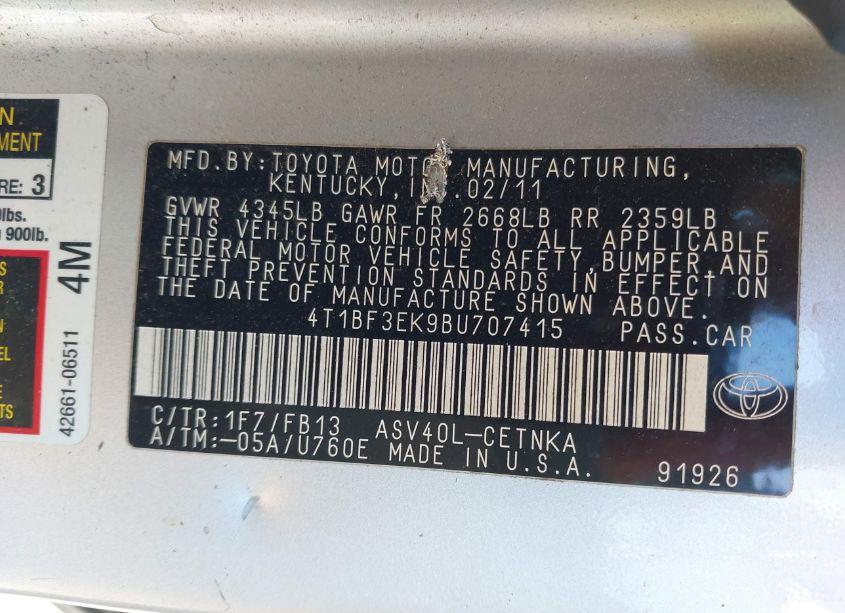 N
MENT
RE: 3
lbs.
900lb.
S
R
N
EL
E
TS
4M
42661-06511
MFD.BY:TOYOTA MOTOR MANUFACTURING,
KENTUCKY, IN .02/11
GVWR 4345LB GAWR FR 2668LB RR 2359LB
THIS VEHICLE CONFORMS TO ALL APPLICABLE
FEDERAL MOTOR VEHICLE SAFETY,BUMPER,AND
THEFT PREVENTION STANDARDS IN EFFECT ON
THE DATE OF MANUFACTURE SHOWN ABOVE.
4T1BF3EK9BU707415 PASS.CAR
C/TR:1F7/FB13 ASV40L-CETNKA
A/TM:-05A/U760E MADE IN U.S.A. 91926